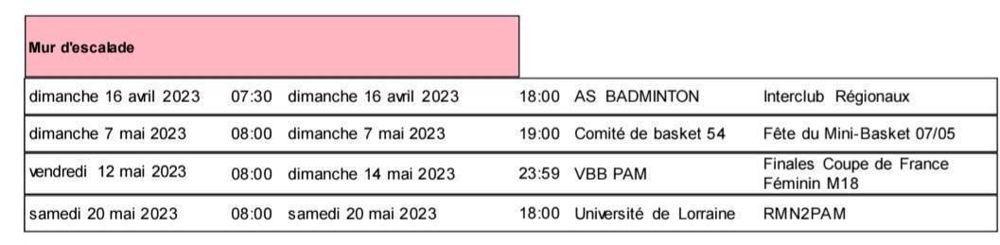 Mur d'escalade
dimanche 16 avril 2023 07:30 dimanche 16 avril 2023 18:00 AS BADMINTON Interclub Régionaux
dimanche 7 mai 2023 08:00 dimanche 7 mai 2023 19:00 Comité de basket 54 Fête du Mini-Basket 07/05
vendredi 12 mai 2023 08:00 dimanche 14 mai 2023 23:59 VBB PAM Finales Coupe de France
Féminin M18
samedi 20 mai 2023 08:00 samedi 20 mai 2023 18:00 Université de Lorraine RMN2PAM